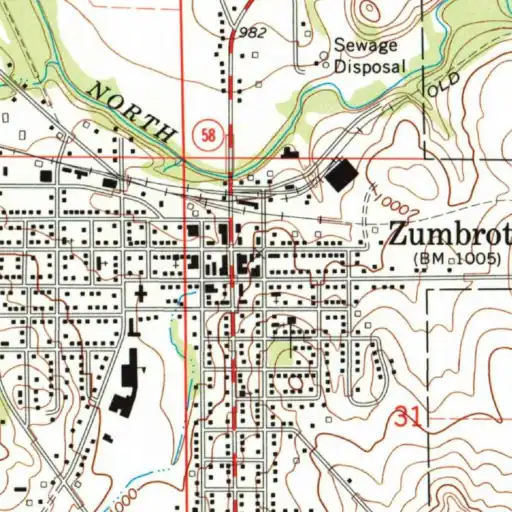 982
Sewage
Disposal
OLD
NORTH
58
1000
Zumbrot
(BM 1005)
31
1000